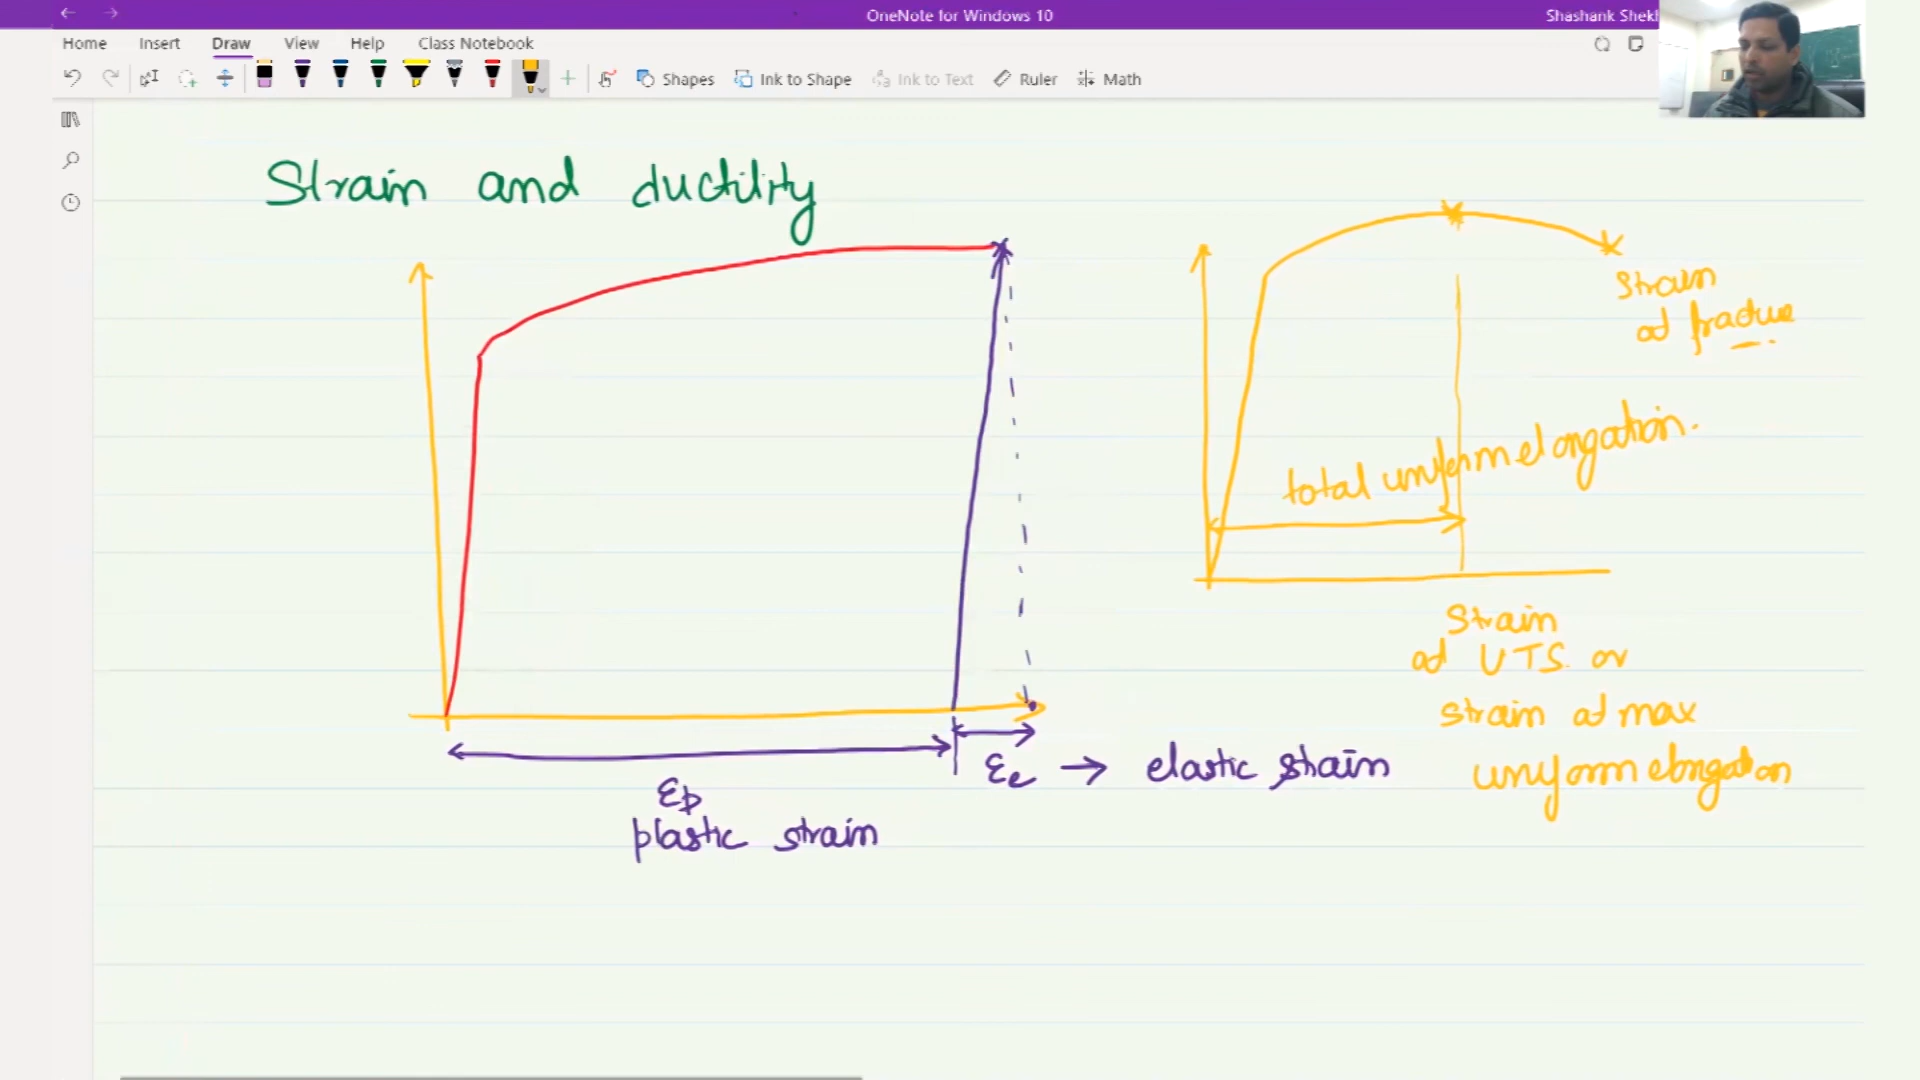 OneNote for Windows 10
Shashank Shekh
Home Insert Draw View Help Class Notebook
Shapes Ink to Shape Ink to Text Ruler Math
Strain and ductility
Strain
at fracture
total uniform elongation.
Strain
at UTS or
strain at max
uniform elongation
εe → elastic strain
εp
plastic strain